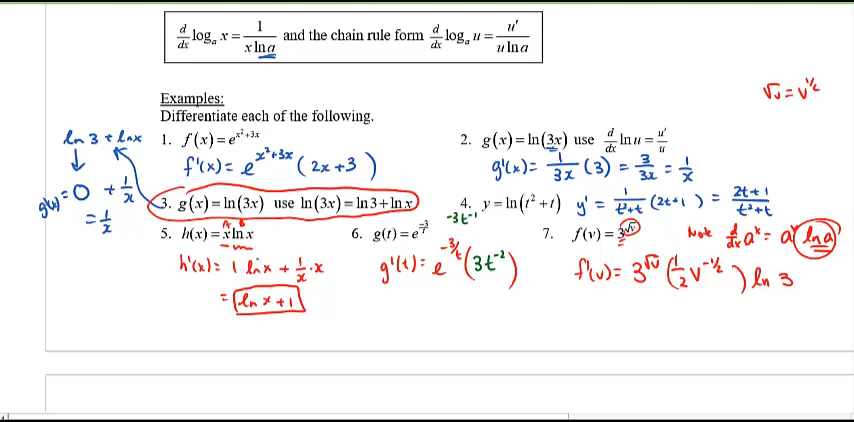 d/dx logₐ x = 1/(x ln a) and the chain rule form d/dx logₐ u = u'/(u ln a)
√v = v^½
Examples:
Differentiate each of the following.
ln 3 + ln x
g'(x) = 0 + 1/x
= 1/x
1. f(x) = e^(x²+3x)
f'(x) = e^(x²+3x) (2x+3)
2. g(x) = ln(3x) use d/dx ln u = u'/u
g'(x) = 1/3x (3) = 3/3x = 1/x
3. g(x) = ln(3x) use ln(3x) = ln 3 + ln x
4. y = ln(t² + t) y' = 1/(t²+t) (2t+1) = (2t+1)/(t²+t)
5. h(x) = x ln x
A B
h'(x) = 1 ln x + 1/x · x
= ln x + 1
-3t⁻¹
6. g(t) = e^(-3/t)
g'(t) = e^(-3/t) (3t⁻²)
7. f(v) = 3^√v
Note d/dx aˣ = aˣ ln a
f'(v) = 3^√v (½ v^-½) ln 3